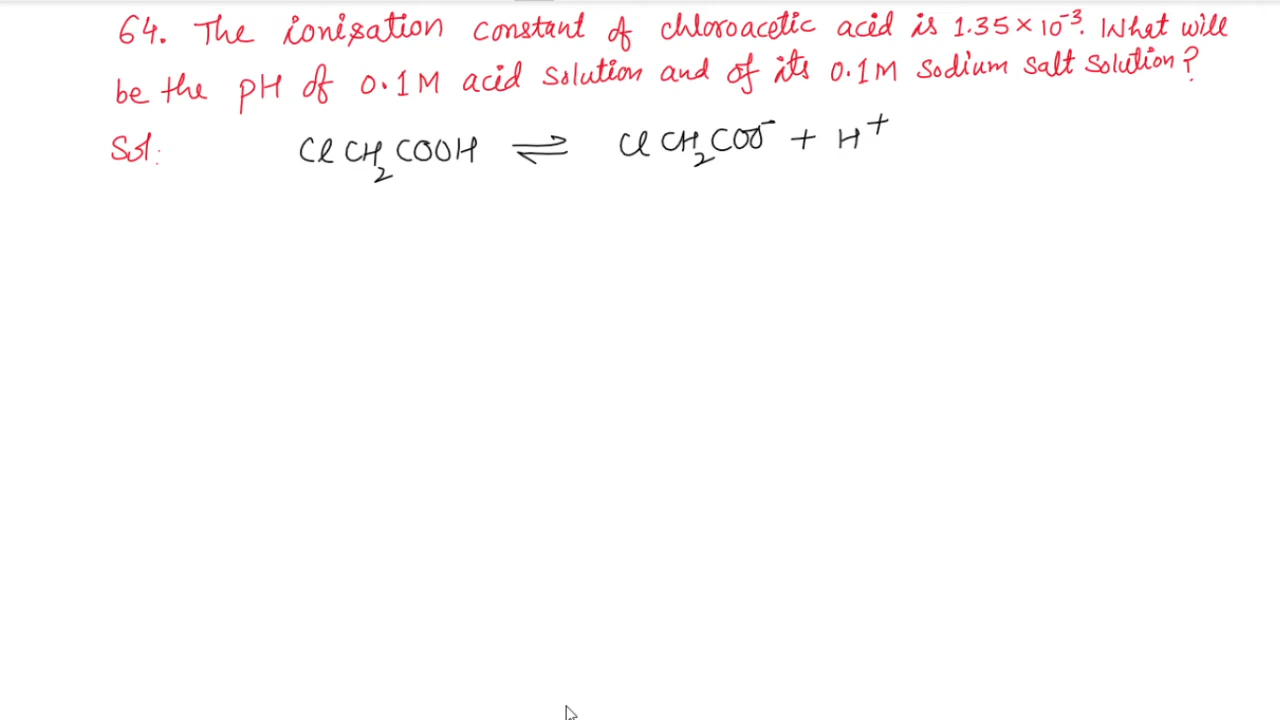 64. The ionisation constant of chloroacetic acid is 1.35×10⁻³. What will
be the pH of 0.1M acid solution and of its 0.1M sodium salt solution?
Sol: ClCH₂COOH ⇌ ClCH₂COO⁻ + H⁺